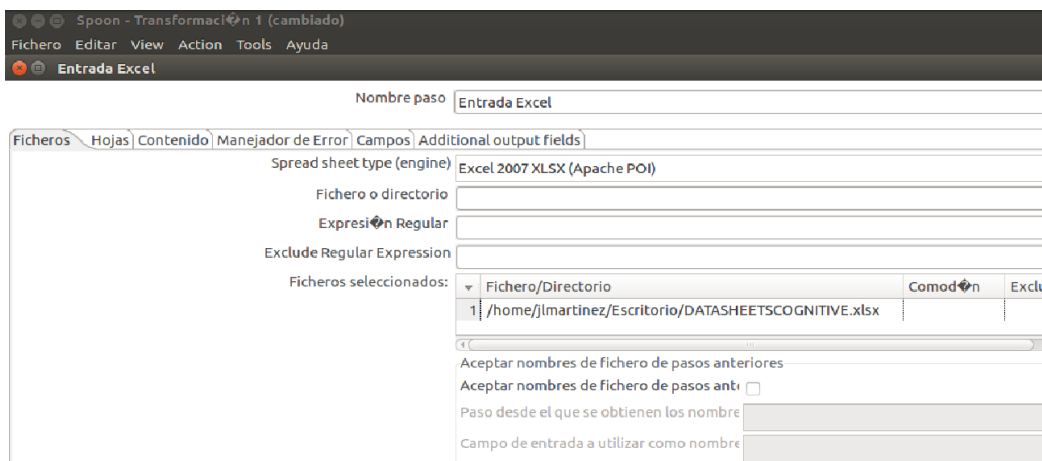 Spoon - Transformaci�n 1 (cambiado)
Fichero Editar View Action Tools Ayuda
Entrada Excel
Nombre paso Entrada Excel
Ficheros Hojas Contenido Manejador de Error Campos Additional output fields
Spread sheet type (engine) Excel 2007 XLSX (Apache POI)
Fichero o directorio
Expresi�n Regular
Exclude Regular Expression
Ficheros seleccionados: Fichero/Directorio Comod�n Exclu
1 /home/jlmartinez/Escritorio/DATASHEETSCOGNITIVE.xlsx
Aceptar nombres de fichero de pasos anteriores
Aceptar nombres de fichero de pasos ante
Paso desde el que se obtienen los nombre
Campo de entrada a utilizar como nombre